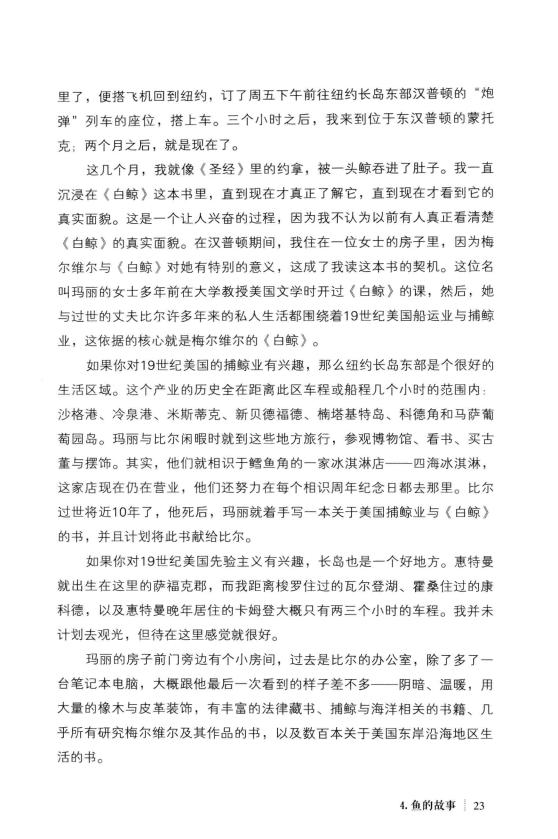 里了，便搭飞机回到纽约，订了周五下午前往纽约长岛东部汉普顿的“炮
弹”列车的座位，搭上车。三个小时之后，我来到位于东汉普顿的蒙托
克；两个月之后，就是现在了。
这几个月，我就像《圣经》里的约拿，被一头鲸吞进了肚子。我一直
沉浸在《白鲸》这本书里，直到现在才真正了解它，直到现在才看到它的
真实面貌。这是一个让人兴奋的过程，因为我不认为以前有人真正看清楚
《白鲸》的真实面貌。在汉普顿期间，我住在一位女士的房子里，因为梅
尔维尔与《白鲸》对她有特别的意义，这成了我读这本书的契机。这位名
叫玛丽的女士多年前在大学教授美国文学时开过《白鲸》的课，然后，她
与过世的丈夫比尔许多年来的私人生活都围绕着19世纪美国船运业与捕鲸
业，这依据的核心就是梅尔维尔的《白鲸》。
如果你对19世纪美国的捕鲸业有兴趣，那么纽约长岛东部是个很好的
生活区域。这个产业的历史全在距离此区车程或船程几个小时的范围内：
沙格港、冷泉港、米斯蒂克、新贝德福德、楠塔基特岛、科德角和马萨葡
萄园岛。玛丽与比尔闲暇时就到这些地方旅行，参观博物馆、看书、买古
董与摆饰。其实，他们就相识于鳕鱼角的一家冰淇淋店——四海冰淇淋，
这家店现在仍在营业，他们还努力在每个相识周年纪念日都去那里。比尔
过世将近10年了，他死后，玛丽就着手写一本关于美国捕鲸业与《白鲸》
的书，并且计划将此书献给比尔。
如果你对19世纪美国先验主义有兴趣，长岛也是一个好地方。惠特曼
就出生在这里的萨福克郡，而我距离梭罗住过的瓦尔登湖、霍桑住过的康
科德，以及惠特曼晚年居住的卡姆登大概只有两三个小时的车程。我并未
计划去观光，但待在这里感觉就很好。
玛丽的房子前门旁边有个小房间，过去是比尔的办公室，除了多了一
台笔记本电脑，大概跟他最后一次看到的样子差不多——阴暗、温暖，用
大量的橡木与皮革装饰，有丰富的法律藏书、捕鲸与海洋相关的书籍、几
乎所有研究梅尔维尔及其作品的书，以及数百本关于美国东岸沿海地区生
活的书。
4. 鱼的故事 23